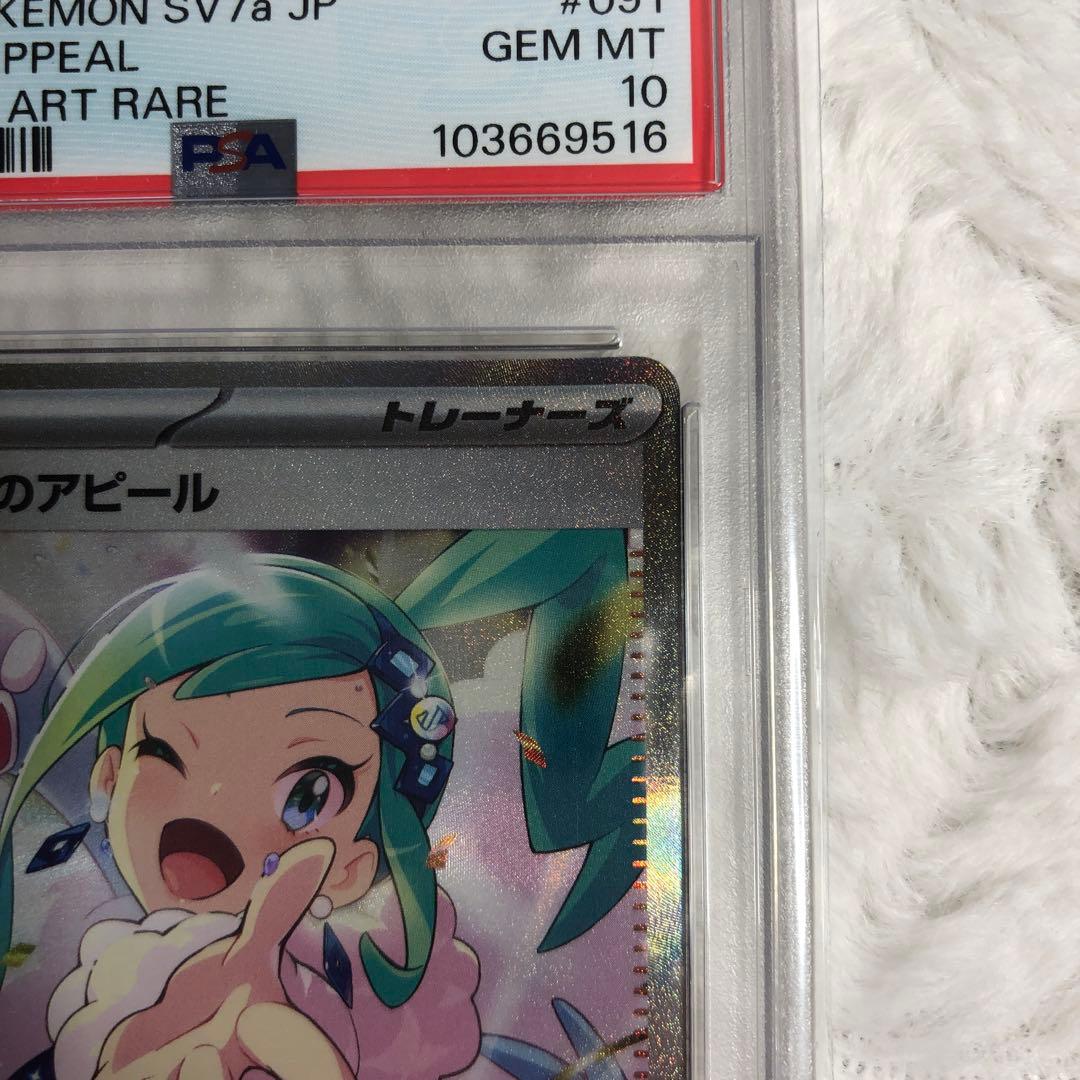 KEMON SV7a JP #091
PPEAL GEM MT
ART RARE 10
PSA 103669516
トレーナーズ
のアピール